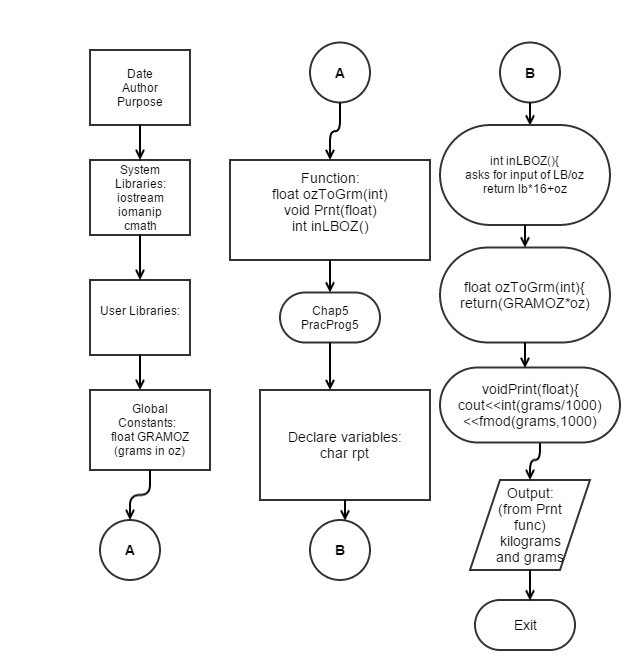 Date
Author
Purpose
System
Libraries:
iostream
iomanip
cmath
User Libraries:
Global
Constants:
float GRAMOZ
(grams in oz)
A
A
Function:
float ozToGrm(int)
void Prnt(float)
int inLBOZ()
Chap5
PracProg5
Declare variables:
char rpt
B
B
int inLBOZ(){
asks for input of LB/oz
return lb*16+oz
float ozToGrm(int){
return(GRAMOZ*oz)
voidPrint(float){
cout<<int(grams/1000)
<<fmod(grams,1000)
Output:
(from Prnt
func)
kilograms
and grams
Exit